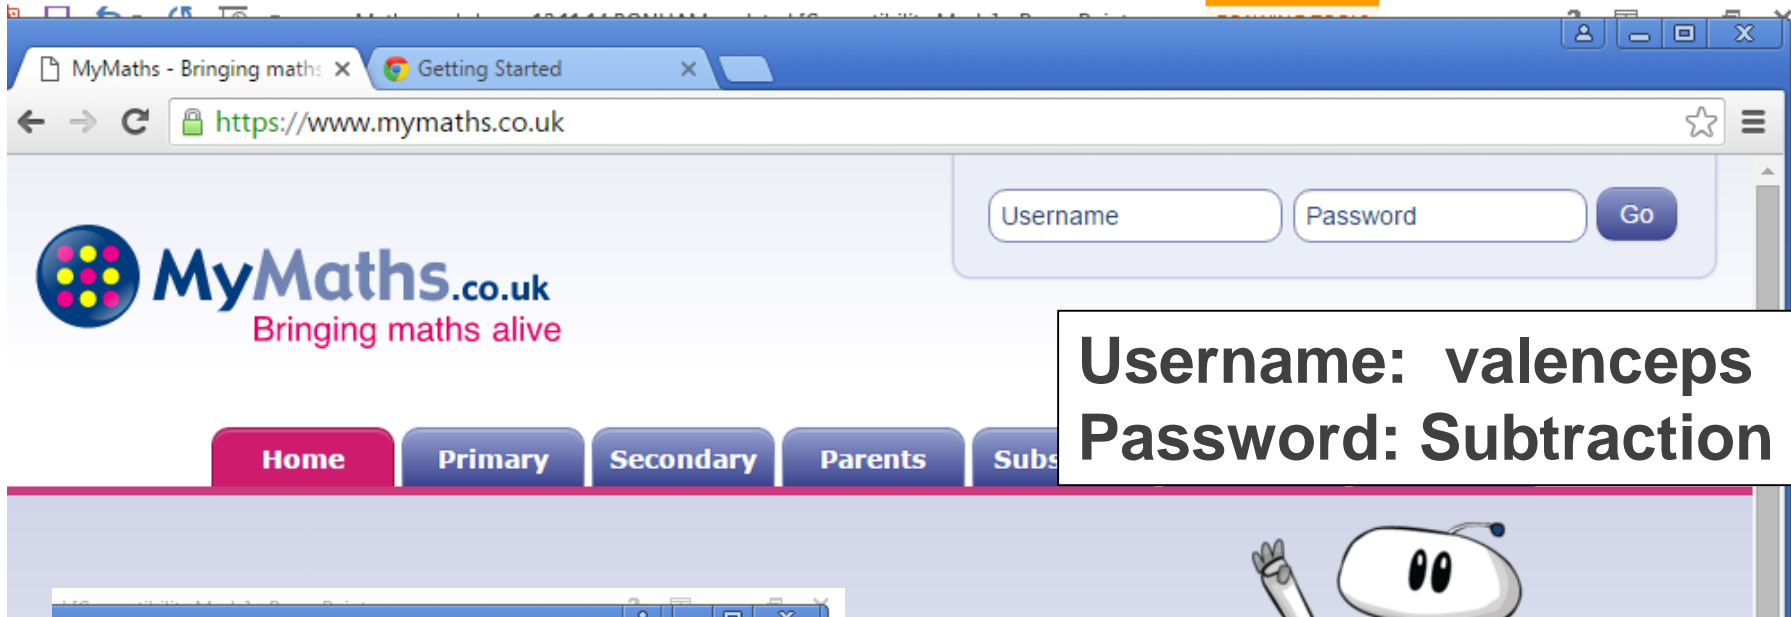 MyMaths - Bringing maths
Getting Started
https://www.mymaths.co.uk
Username
Password
Go
MyMaths.co.uk
Bringing maths alive
Username: valenceps
Password: Subtraction
Home
Primary
Secondary
Parents
Subs